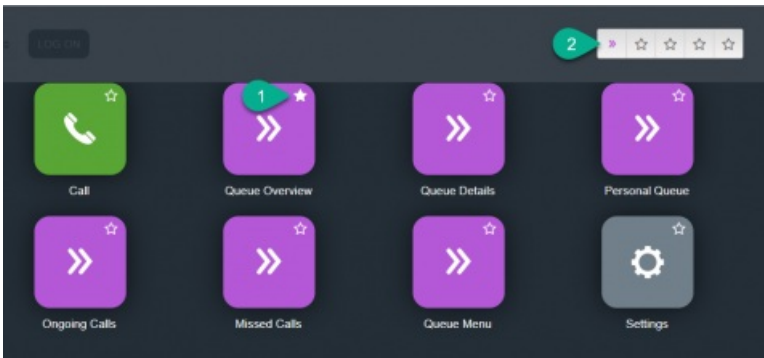 LOG ON
2
1
Call
Queue Overview
Queue Details
Personal Queue
Ongoing Calls
Missed Calls
Queue Menu
Settings